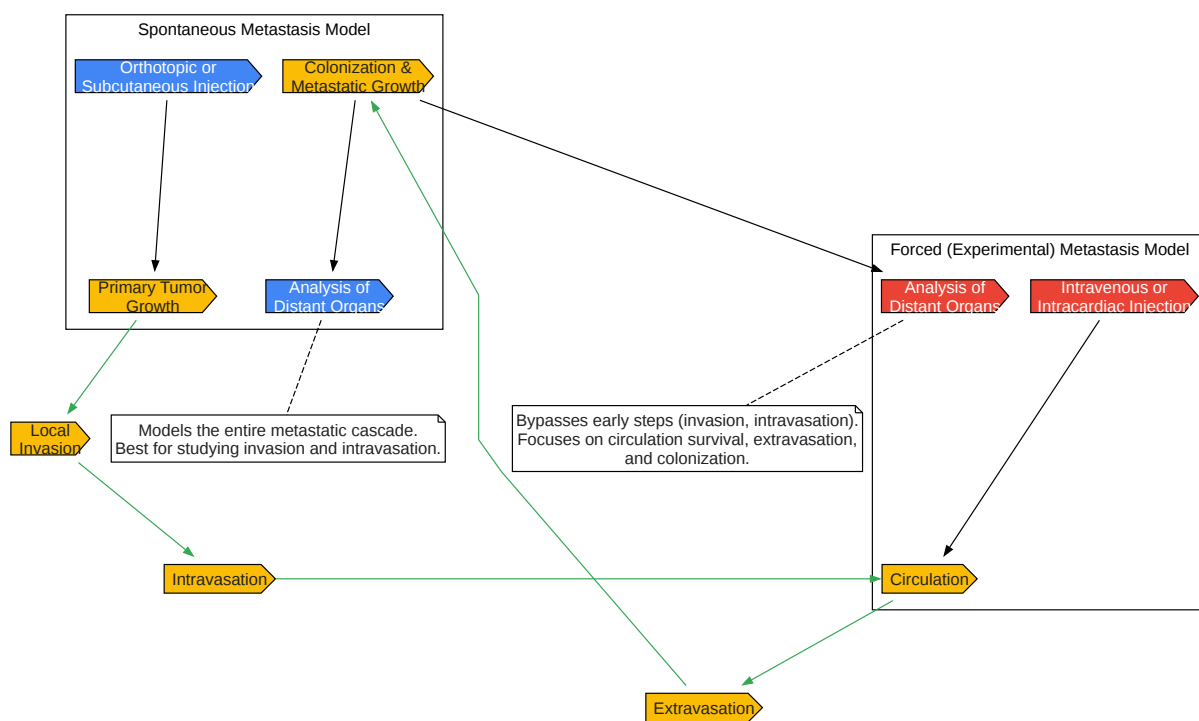 Spontaneous Metastasis Model
Orthotopic or
Subcutaneous Injection
Colonization &
Metastatic Growth
Primary Tumor
Growth
Analysis of
Distant Organs
Forced (Experimental) Metastasis Model
Analysis of
Distant Organs
Intravenous or
Intracardiac Injection
Local
Invasion
Models the entire metastatic cascade.
Best for studying invasion and intravasation.
Bypasses early steps (invasion, intravasation).
Focuses on circulation survival, extravasation,
and colonization.
Intravasation
Circulation
Extravasation